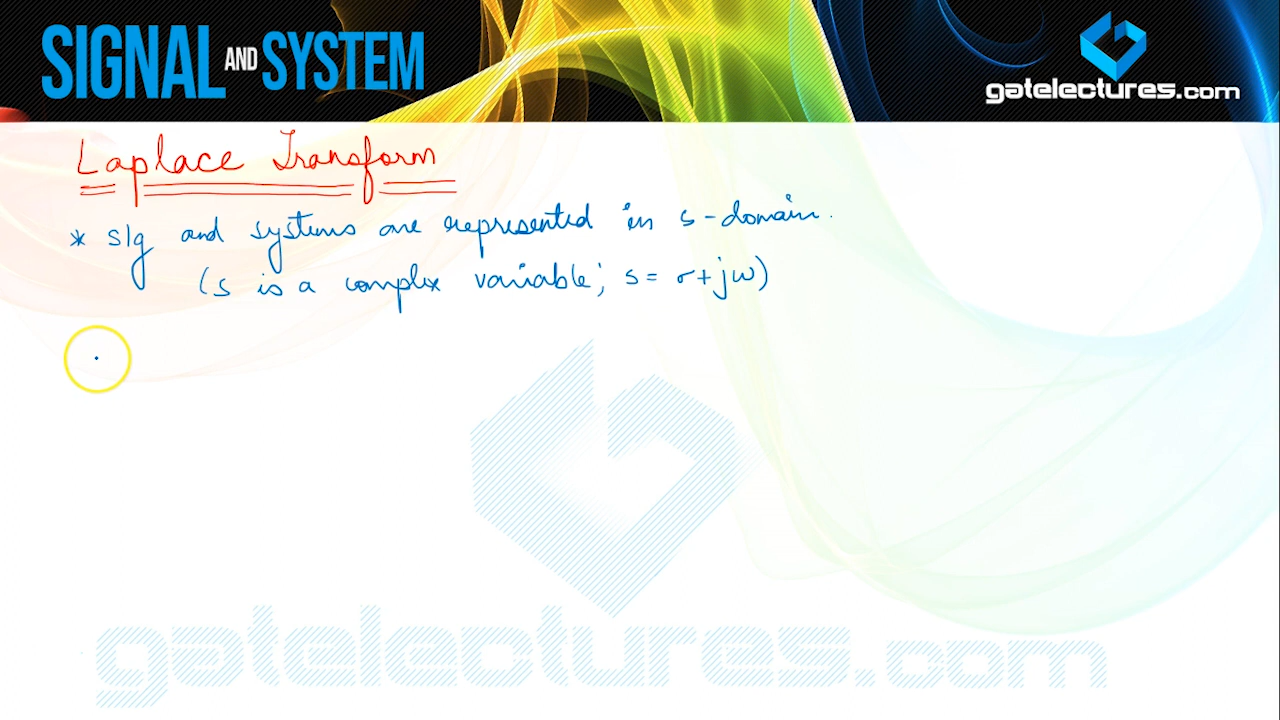 SIGNAL AND SYSTEM
gatelectures.com
Laplace Transform
* s/g and systems are represented in s-domain.
(s is a complex variable; s = σ+jω)
gatelectures.com